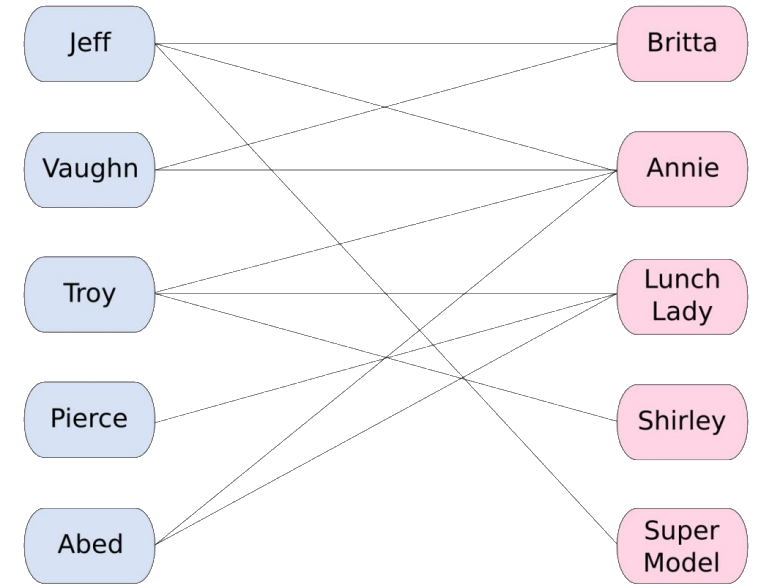 Jeff
Britta
Vaughn
Annie
Troy
Lunch
Lady
Pierce
Shirley
Abed
Super
Model